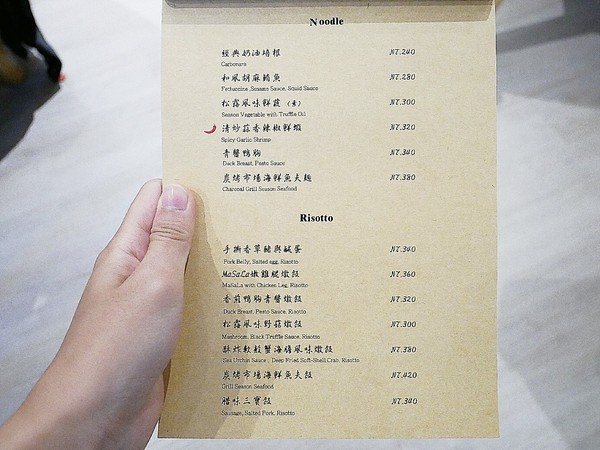 Noodle
經典奶油培根 NT.240
Carbonara
和風胡麻鮪魚 NT.280
Fettuccine ,Sesame Sauce, Squid Sauce
松露風味鮮菇 (素) NT.300
Season Vegetable with Truffle Oil
清炒蒜香辣椒鮮蝦 NT.320
Spicy Garlic Shrimp
青醬鴨胸 NT.340
Duck Breast, Pesto Sauce
炭烤市場海鮮魚夫麵 NT.380
Charcoal Grill Season Seafood
Risotto
手撕香草豬與鹹蛋 NT.340
Pork Belly, Salted egg, Risotto
MaSaLa嫩雞腿燉飯 NT.360
MaSaLa with Chicken Leg, Risotto
香煎鴨胸青醬燉飯 NT.320
Duck Breast, Pesto Sauce, Risotto
松露風味野菇燉飯 NT.300
Mushroom, Black Truffle Sauce, Risotto
酥炸軟殼蟹海膽風味燉飯 NT.380
Sea Urchin Sauce , Deep Fried Soft-Shell Crab, Risotto
炭烤市場海鮮魚夫飯 NT.420
Grill Season Seafood
腊味三寶飯 NT.340
Sausage, Salted Pork, Risotto